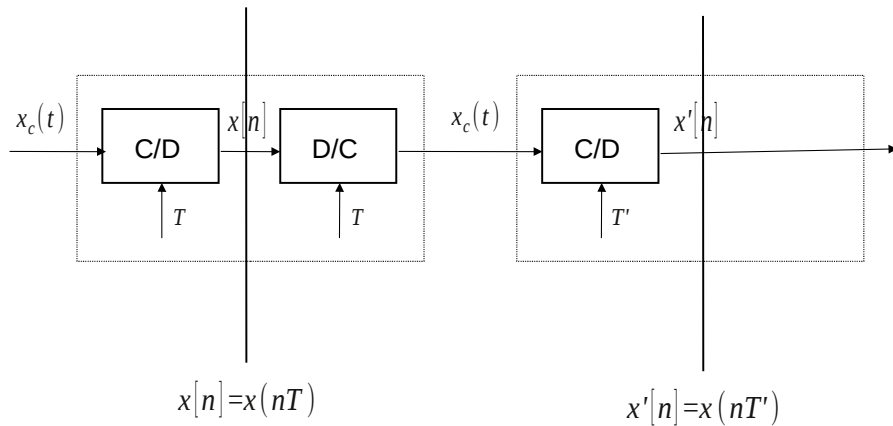 x_c(t) x[n] x_c(t) x'[n]
C/D D/C C/D
T T T'
x[n]=x(nT) x'[n]=x(nT')